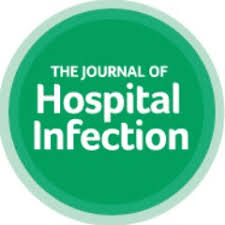 THE JOURNAL OF
Hospital
Infection